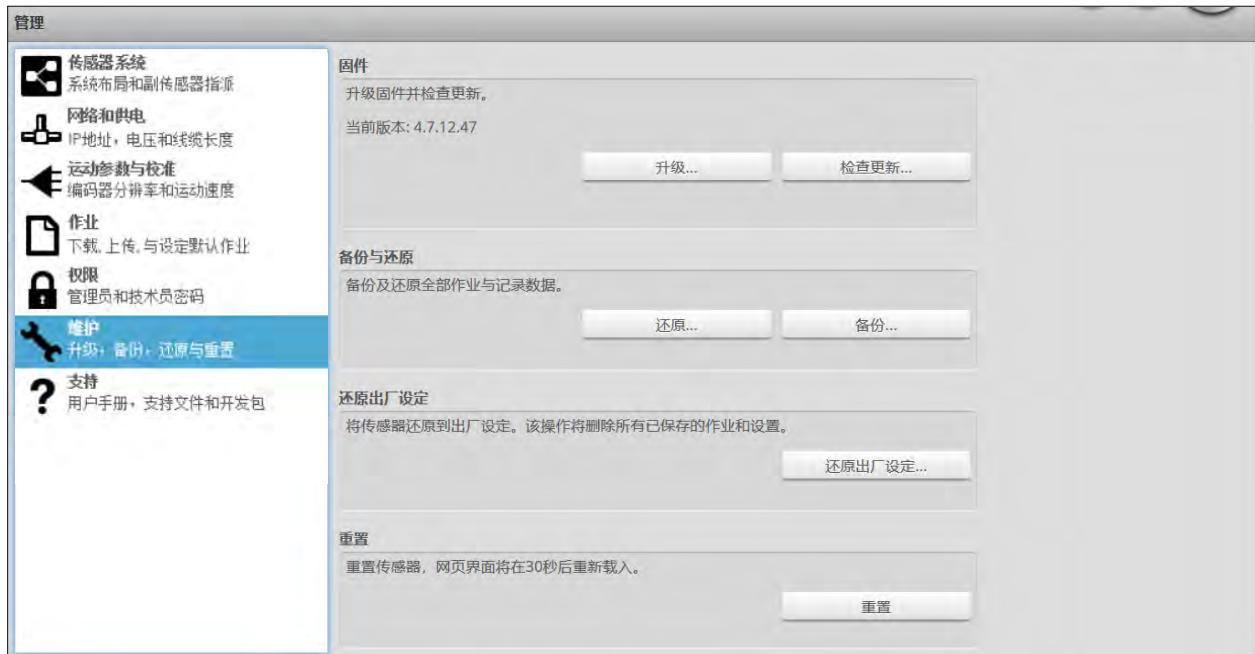 管理
传感器系统
系统布局和副传感器指派
网络和供电
IP地址，电压和线缆长度
运动参数与校准
编码器分辨率和运动速度
作业
下载, 上传, 与设定默认作业
权限
管理员和技术员密码
维护
升级，备份，还原与重置
支持
用户手册，支持文件和开发包
固件
升级固件并检查更新。
当前版本: 4.7.12.47
升级... 检查更新...
备份与还原
备份及还原全部作业与记录数据。
还原... 备份...
还原出厂设定
将传感器还原到出厂设定。该操作将删除所有已保存的作业和设置。
还原出厂设定...
重置
重置传感器，网页界面将在30秒后重新载入。
重置